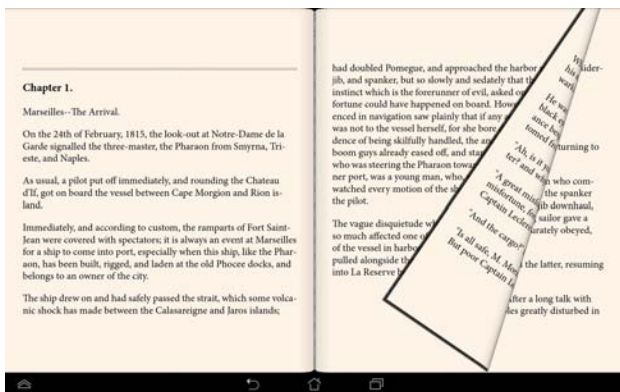 Chapter 1.
Marseilles--The Arrival.
On the 24th of February, 1815, the look-out at Notre-Dame de la
Garde signalled the three-master, the Pharaon from Smyrna, Tri-
este, and Naples.
As usual, a pilot put off immediately, and rounding the Chateau
d'If, got on board the vessel between Cape Morgion and Rion is-
land.
Immediately, and according to custom, the ramparts of Fort Saint-
Jean were covered with spectators; it is always an event at Marseilles
for a ship to come into port, especially when this ship, like the Phar-
aon, has been built, rigged, and laden at the old Phocee docks, and
belongs to an owner of the city.
The ship drew on and had safely passed the strait, which some volca-
nic shock has made between the Calasareigne and Jaros islands;
had doubled Pomegue, and approached the harbor
jib, and spanker, but so slowly and sedately that
instinct which is the forerunner of evil, asked
fortune could have happened on board.
enced in navigation saw plainly that if any
was not to the vessel herself, for she bore
dence of being skilfully handled, the
boom guys already eased off, and
who was steering the Pharaon
ner port, was a young man, who,
watched every motion of the
the pilot.
The vague disquietude
so much affected one
of the vessel in
pulled alongside
into La Reserve
his
He
black
"Ah, is it
ter? and
"A great
misfortune,
Captain
"And the cargo?"
"Is all safe, M.
But poor Captain
turning to
who com-
the spanker
jib downhaul,
sailor gave a
obeyed,
the latter, resuming
fter a long talk with
greatly disturbed in